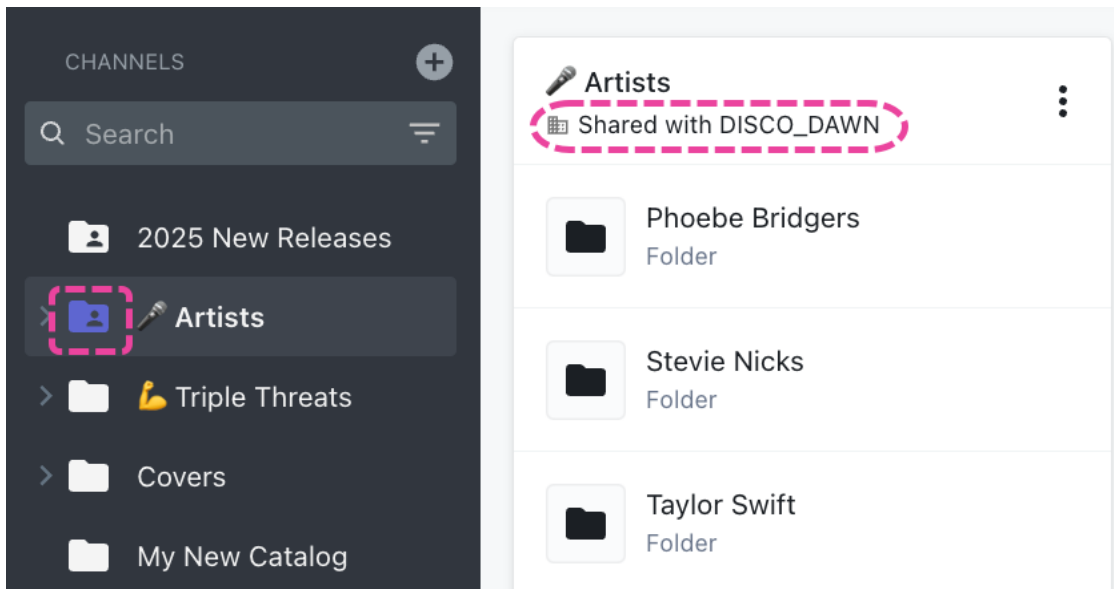 CHANNELS
Search
2025 New Releases
🎤 Artists
💪 Triple Threats
Covers
My New Catalog
🎤 Artists
Shared with DISCO_DAWN
Phoebe Bridgers
Folder
Stevie Nicks
Folder
Taylor Swift
Folder